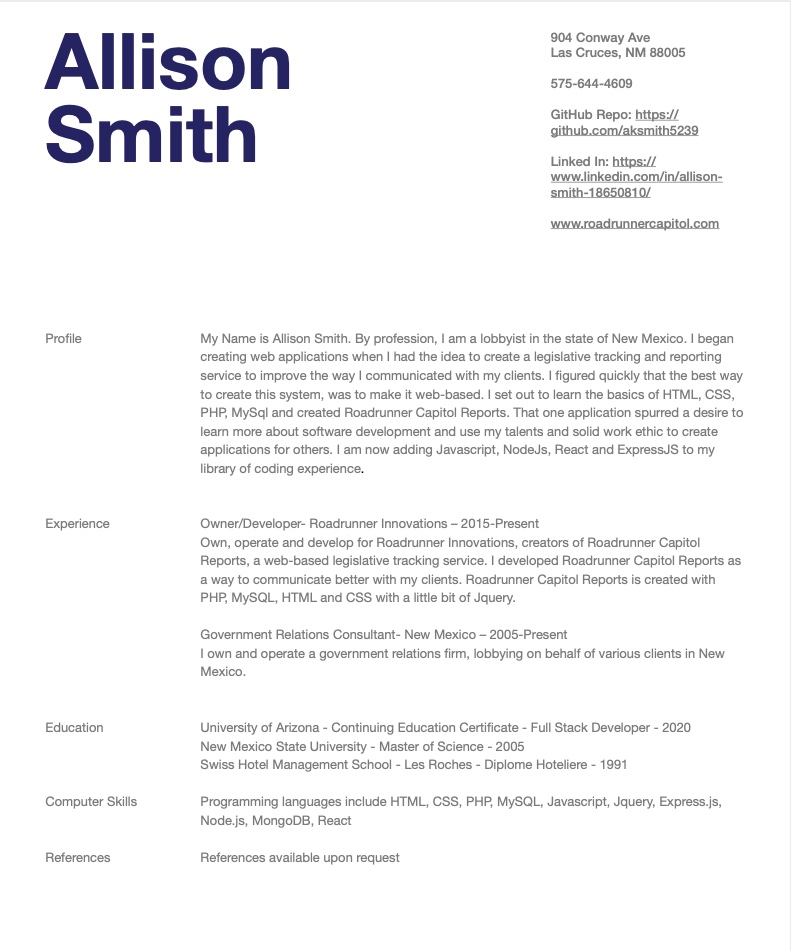 Allison
Smith
904 Conway Ave
Las Cruces, NM 88005
575-644-4609
GitHub Repo: https://
github.com/aksmith5239
Linked In: https://
www.linkedin.com/in/allison-
smith-18650810/
www.roadrunnercapitol.com
Profile
My Name is Allison Smith. By profession, I am a lobbyist in the state of New Mexico. I began
creating web applications when I had the idea to create a legislative tracking and reporting
service to improve the way I communicated with my clients. I figured quickly that the best way
to create this system, was to make it web-based. I set out to learn the basics of HTML, CSS,
PHP, MySql and created Roadrunner Capitol Reports. That one application spurred a desire to
learn more about software development and use my talents and solid work ethic to create
applications for others. I am now adding Javascript, NodeJs, React and ExpressJS to my
library of coding experience.
Experience
Owner/Developer- Roadrunner Innovations – 2015-Present
Own, operate and develop for Roadrunner Innovations, creators of Roadrunner Capitol
Reports, a web-based legislative tracking service. I developed Roadrunner Capitol Reports as
a way to communicate better with my clients. Roadrunner Capitol Reports is created with
PHP, MySQL, HTML and CSS with a little bit of Jquery.
Government Relations Consultant- New Mexico – 2005-Present
I own and operate a government relations firm, lobbying on behalf of various clients in New
Mexico.
Education
University of Arizona - Continuing Education Certificate - Full Stack Developer - 2020
New Mexico State University - Master of Science - 2005
Swiss Hotel Management School - Les Roches - Diplome Hoteliere - 1991
Computer Skills
Programming languages include HTML, CSS, PHP, MySQL, Javascript, Jquery, Express.js,
Node.js, MongoDB, React
References
References available upon request